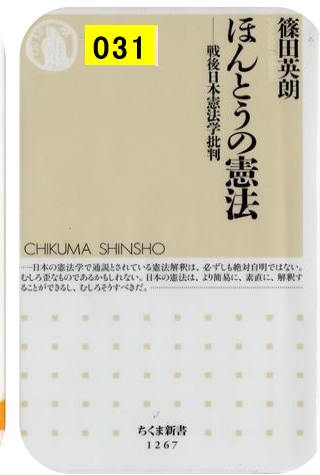 031
篠田英朗
ほんとうの憲法
──戦後日本憲法学批判
CHIKUMA SHINSHO
……日本の憲法学で通説とされている憲法解釈は、必ずしも絶対自明ではない。
むしろ歪なものであるかもしれない。日本の憲法は、より簡易に、素直に、解釈す
ることができるし、むしろそうすべきだ。……
ちくま新書
1267